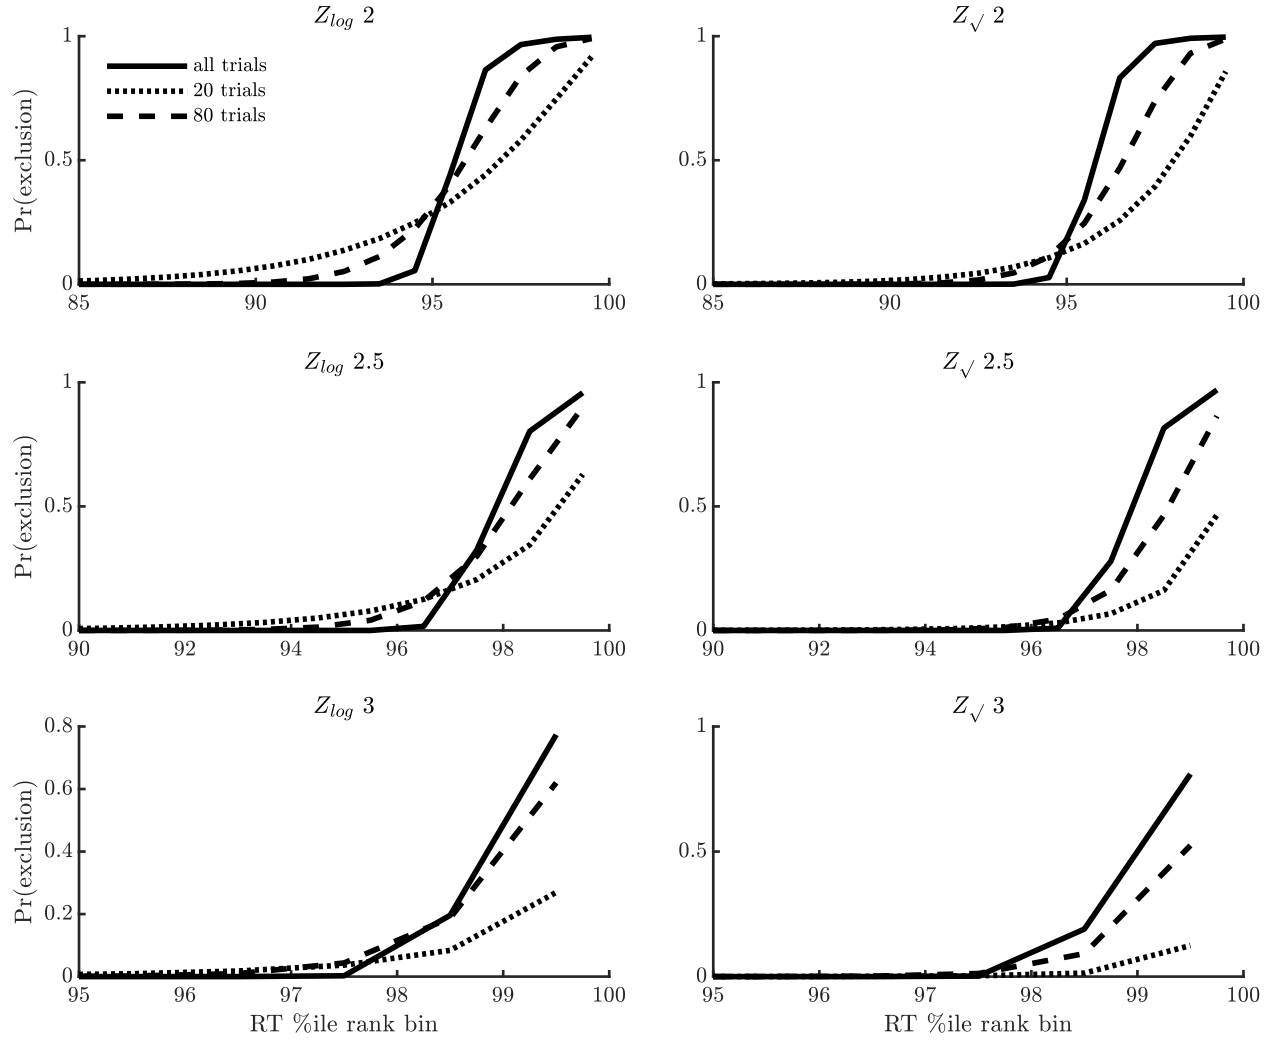 Z_log 2
1
0.5
0
Pr(exclusion)
all trials
20 trials
80 trials
85 90 95 100
Z_√ 2
1
0.5
0
85 90 95 100
Z_log 2.5
1
0.5
0
Pr(exclusion)
90 92 94 96 98 100
Z_√ 2.5
1
0.5
0
90 92 94 96 98 100
Z_log 3
0.8
0.6
0.4
0.2
0
Pr(exclusion)
95 96 97 98 99 100
RT %ile rank bin
Z_√ 3
1
0.5
0
95 96 97 98 99 100
RT %ile rank bin